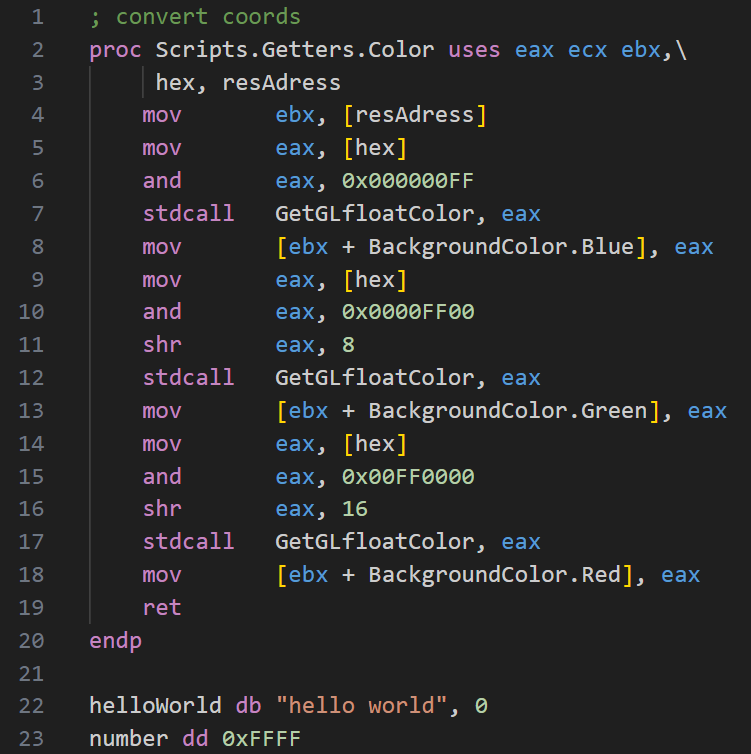 1 ; convert coords
2 proc Scripts.Getters.Color uses eax ecx ebx,\
3 hex, resAdress
4 mov ebx, [resAdress]
5 mov eax, [hex]
6 and eax, 0x000000FF
7 stdcall GetGLfloatColor, eax
8 mov [ebx + BackgroundColor.Blue], eax
9 mov eax, [hex]
10 and eax, 0x0000FF00
11 shr eax, 8
12 stdcall GetGLfloatColor, eax
13 mov [ebx + BackgroundColor.Green], eax
14 mov eax, [hex]
15 and eax, 0x00FF0000
16 shr eax, 16
17 stdcall GetGLfloatColor, eax
18 mov [ebx + BackgroundColor.Red], eax
19 ret
20 endp
21
22 helloWorld db "hello world", 0
23 number dd 0xFFFF